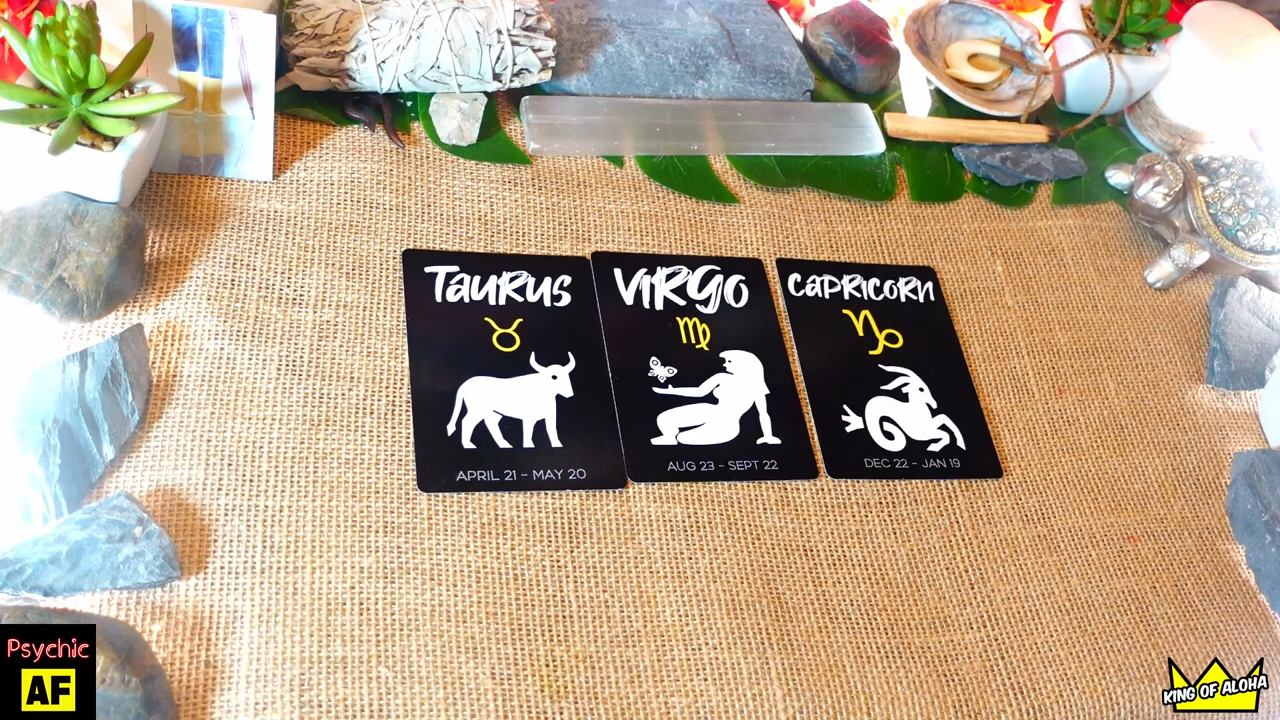 Taurus
♉
APRIL 21 - MAY 20
Virgo
♍
AUG 23 - SEPT 22
Capricorn
♑
DEC 22 - JAN 19
Psychic
AF
KING OF ALOHA